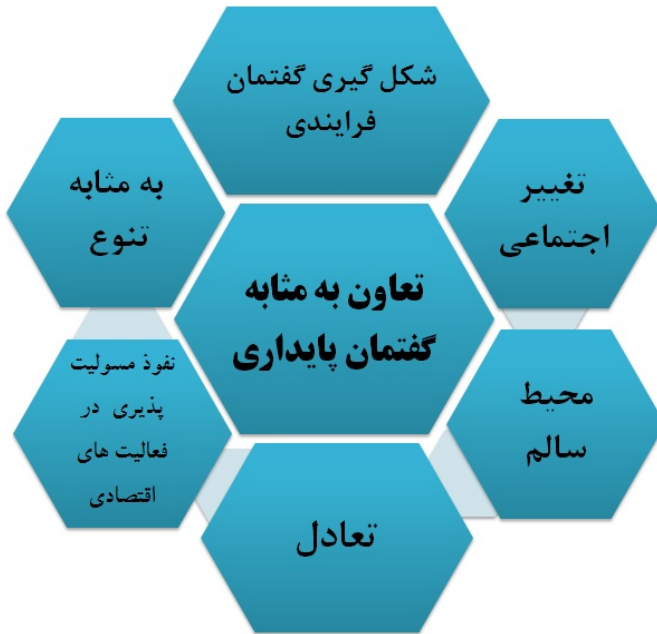 شکل گیری گفتمان
فرایندی
تغییر
اجتماعی
به مثابه
تنوع
تعاون به مثابه
گفتمان پایداری
محیط
سالم
نفوذ مسولیت
پذیری در
فعالیت های
اقتصادی
تعادل